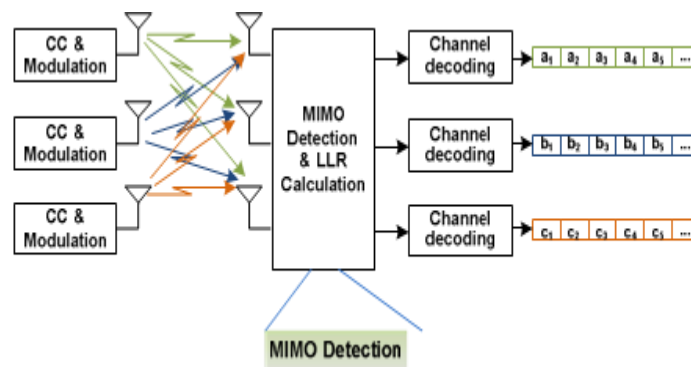 CC &
Modulation
CC &
Modulation
CC &
Modulation
MIMO
Detection
& LLR
Calculation
Channel
decoding
a₁ a₂ a₃ a₄ a₅ ...
Channel
decoding
b₁ b₂ b₃ b₄ b₅ ...
Channel
decoding
c₁ c₂ c₃ c₄ c₅ ...
MIMO Detection